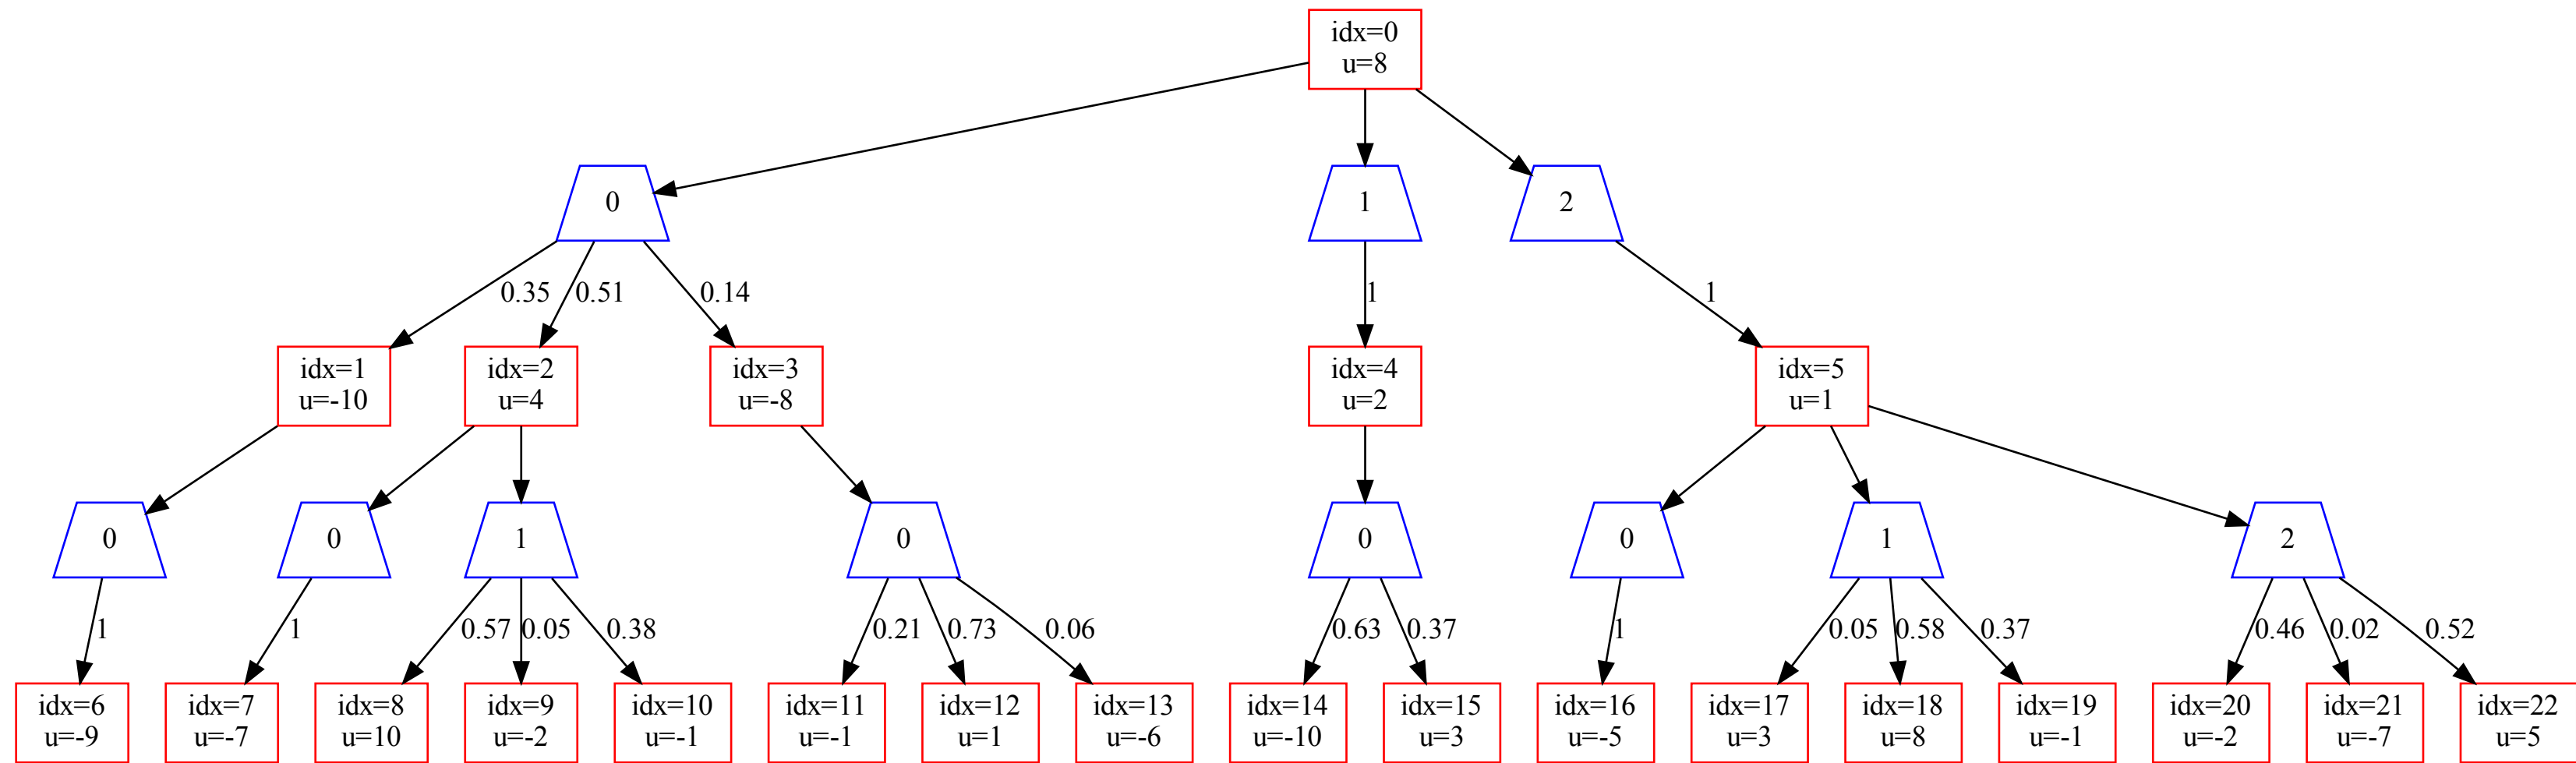 idx=0
u=8
0
1
2
0.35
0.51
0.14
1
1
idx=1
u=-10
idx=2
u=4
idx=3
u=-8
idx=4
u=2
idx=5
u=1
0
0
1
0
0
0
1
2
1
1
0.57
0.05
0.38
0.21
0.73
0.06
0.63
0.37
1
0.05
0.58
0.37
0.46
0.02
0.52
idx=6
u=-9
idx=7
u=-7
idx=8
u=10
idx=9
u=-2
idx=10
u=-1
idx=11
u=-1
idx=12
u=1
idx=13
u=-6
idx=14
u=-10
idx=15
u=3
idx=16
u=-5
idx=17
u=3
idx=18
u=8
idx=19
u=-1
idx=20
u=-2
idx=21
u=-7
idx=22
u=5